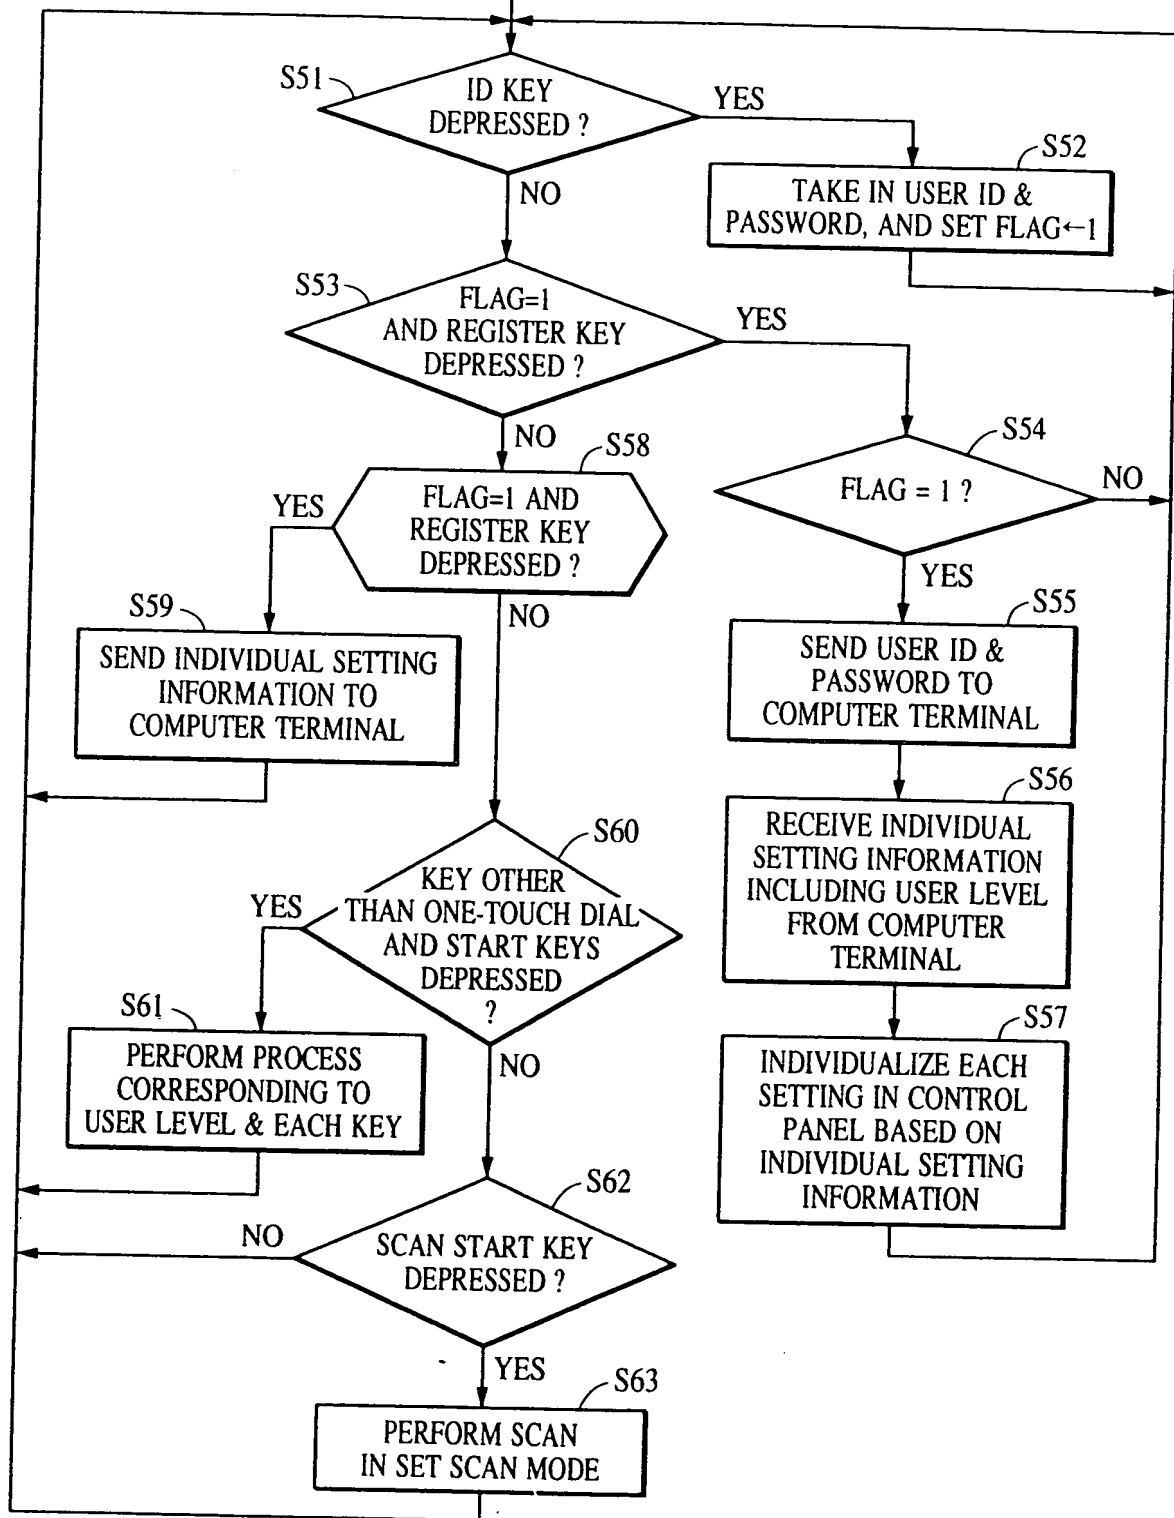 S51
ID KEY
DEPRESSED ?
YES
NO
S52
TAKE IN USER ID &
PASSWORD, AND SET FLAG←1
S53
FLAG=1
AND REGISTER KEY
DEPRESSED ?
YES
NO
S54
FLAG = 1 ?
NO
YES
S58
FLAG=1 AND
REGISTER KEY
DEPRESSED ?
YES
NO
S59
SEND INDIVIDUAL SETTING
INFORMATION TO
COMPUTER TERMINAL
S55
SEND USER ID &
PASSWORD TO
COMPUTER TERMINAL
S56
RECEIVE INDIVIDUAL
SETTING INFORMATION
INCLUDING USER LEVEL
FROM COMPUTER
TERMINAL
S60
KEY OTHER
THAN ONE-TOUCH DIAL
AND START KEYS
DEPRESSED
?
YES
NO
S61
PERFORM PROCESS
CORRESPONDING TO
USER LEVEL & EACH KEY
S57
INDIVIDUALIZE EACH
SETTING IN CONTROL
PANEL BASED ON
INDIVIDUAL SETTING
INFORMATION
S62
SCAN START KEY
DEPRESSED ?
NO
YES
S63
PERFORM SCAN
IN SET SCAN MODE